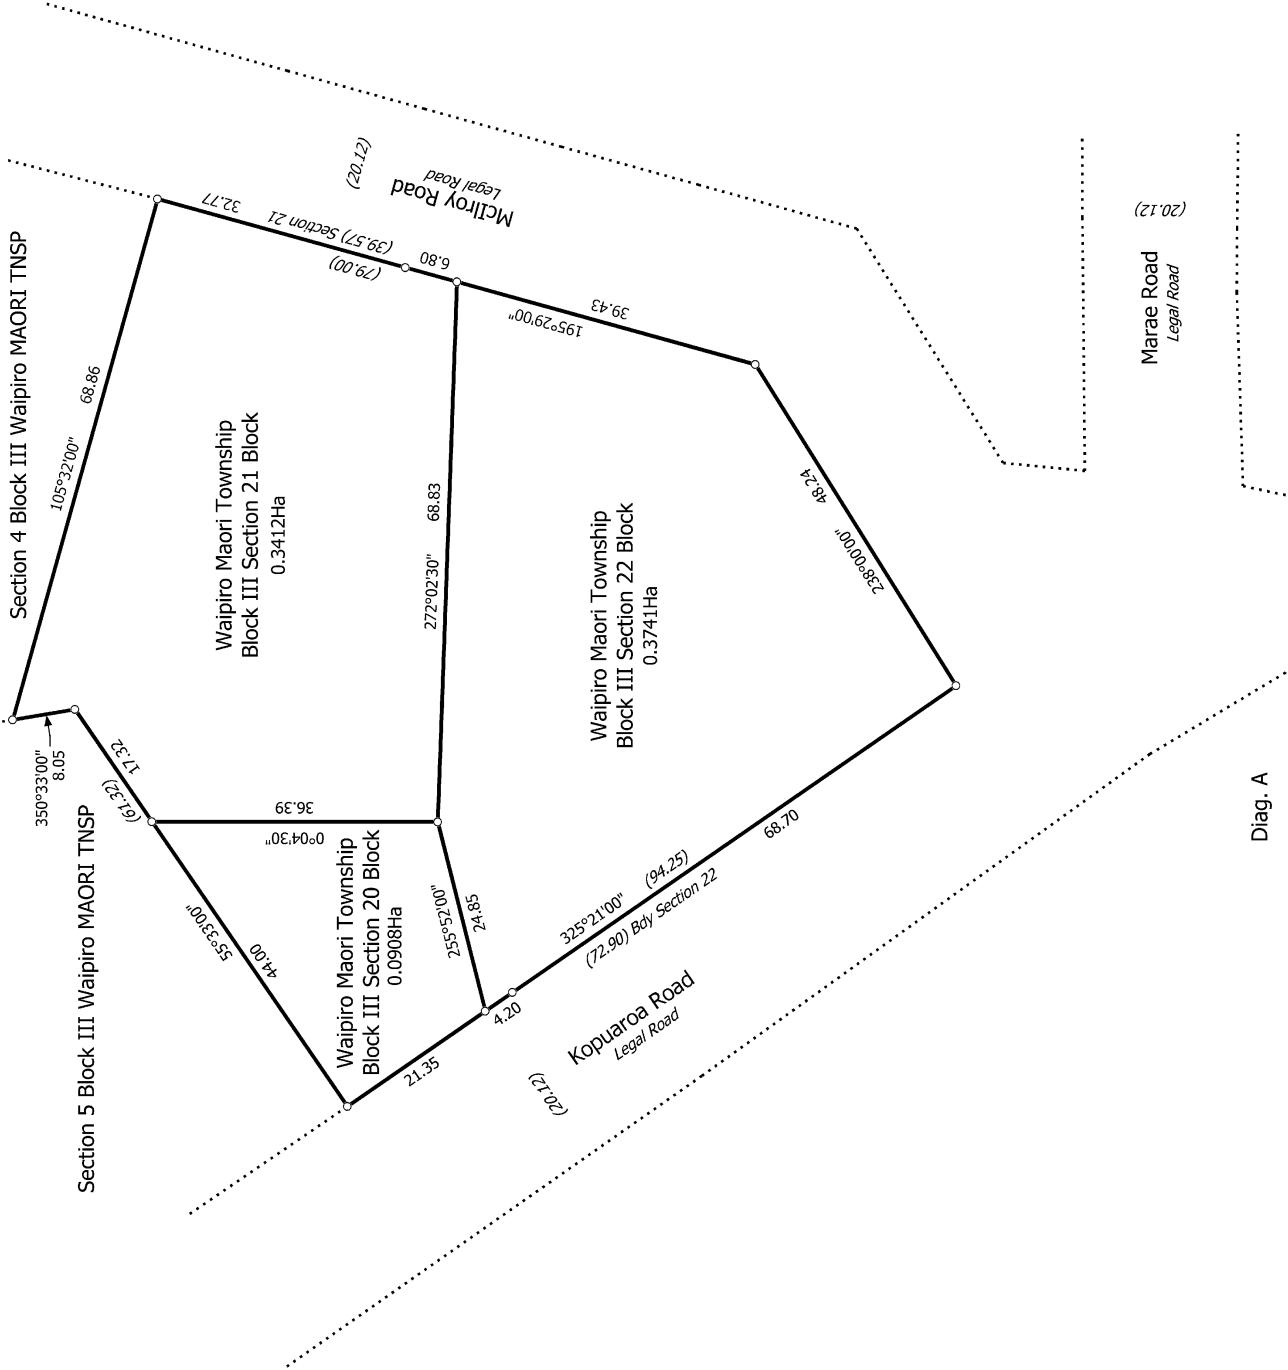 Section 4 Block III Waipiro MAORI TNSP
105°32'00"
68.86
350°33'00"
8.05
Section 5 Block III Waipiro MAORI TNSP
17.32
(61.32)
32.77
(39.57) Section 21
(79.00)
6.80
(20.12)
McIlroy Road
Legal Road
Waipiro Maori Township
Block III Section 21 Block
0.3412Ha
272°02'30"
68.83
195°29'00"
39.43
36.39
0°04'30"
55°33'00"
44.00
Waipiro Maori Township
Block III Section 20 Block
0.0908Ha
255°52'00"
24.85
21.35
4.20
Waipiro Maori Township
Block III Section 22 Block
0.3741Ha
48.24
238°00'00"
325°21'00"
(94.25)
(72.90) Bdy Section 22
68.70
Kopuaroa Road
Legal Road
(20.12)
Marae Road
Legal Road
(20.12)
Diag. A